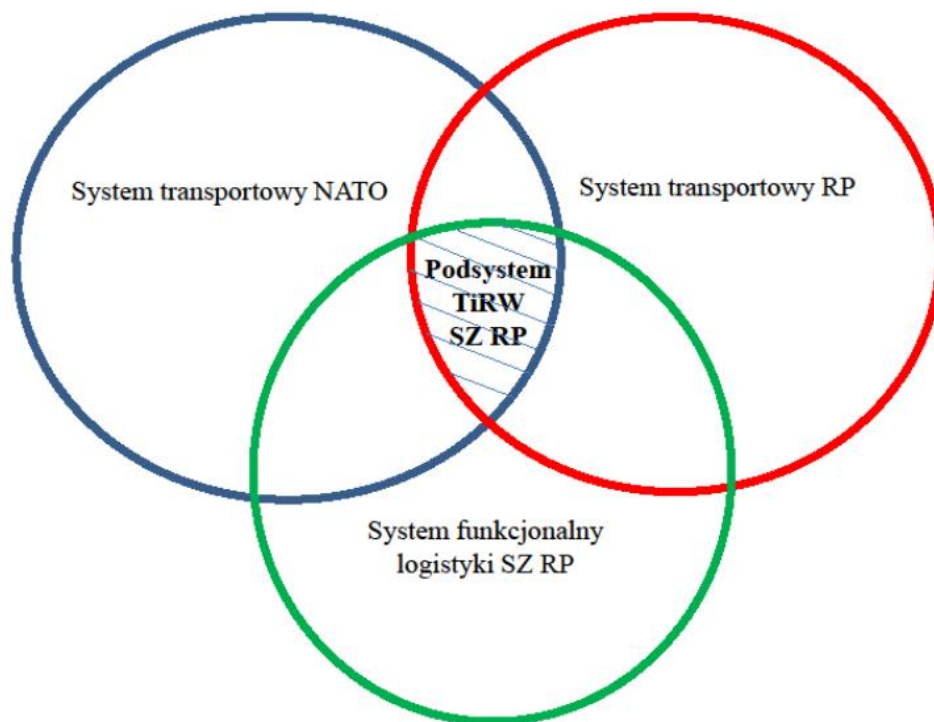 System transportowy NATO
System transportowy RP
Podsystem
TiRW
SZ RP
System funkcjonalny
logistyki SZ RP